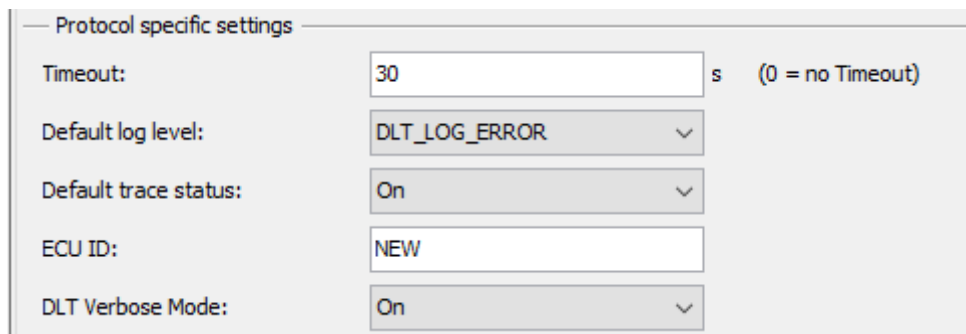 Protocol specific settings
Timeout: 30 s (0 = no Timeout)
Default log level: DLT_LOG_ERROR
Default trace status: On
ECU ID: NEW
DLT Verbose Mode: On